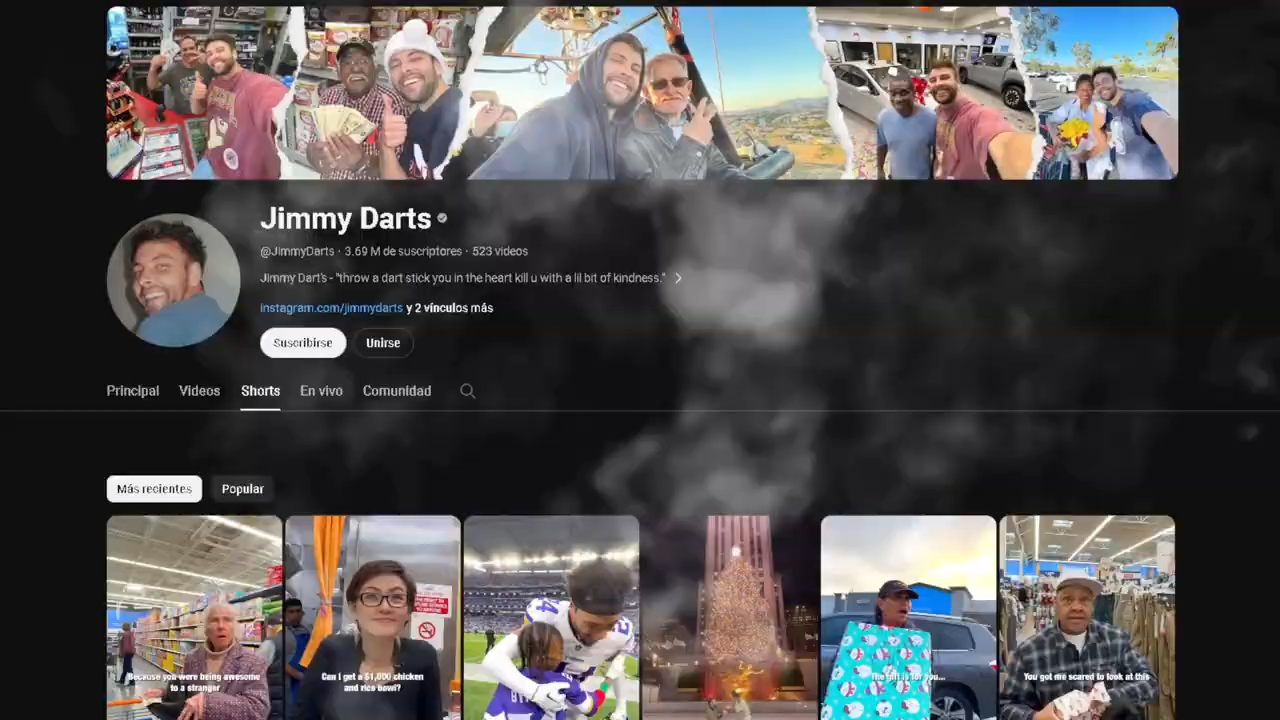 Jimmy Darts
@JimmyDarts · 3.69 M de suscriptores · 523 videos
Jimmy Dart's - "throw a dart stick you in the heart kill u with a lil bit of kindness."
instagram.com/jimmydarts y 2 vínculos más
Suscribirse Unirse
Principal Videos Shorts En vivo Comunidad
Más recientes Popular
Because you were being awesome
to a stranger
Can I get a $1,000 chicken
and rice bowl?
The gift is for you...
You got me scared to look at this